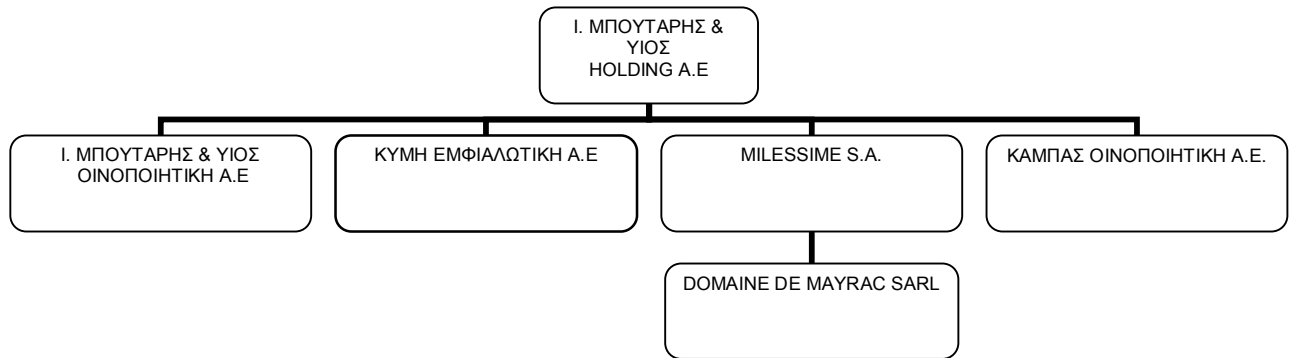 Ι. ΜΠΟΥΤΑΡΗΣ &
ΥΙΟΣ
HOLDING Α.Ε
Ι. ΜΠΟΥΤΑΡΗΣ & ΥΙΟΣ
ΟΙΝΟΠΟΙΗΤΙΚΗ Α.Ε
ΚΥΜΗ ΕΜΦΙΑΛΩΤΙΚΗ Α.Ε
MILESSIME S.A.
ΚΑΜΠΑΣ ΟΙΝΟΠΟΙΗΤΙΚΗ Α.Ε.
DOMAINE DE MAYRAC SARL